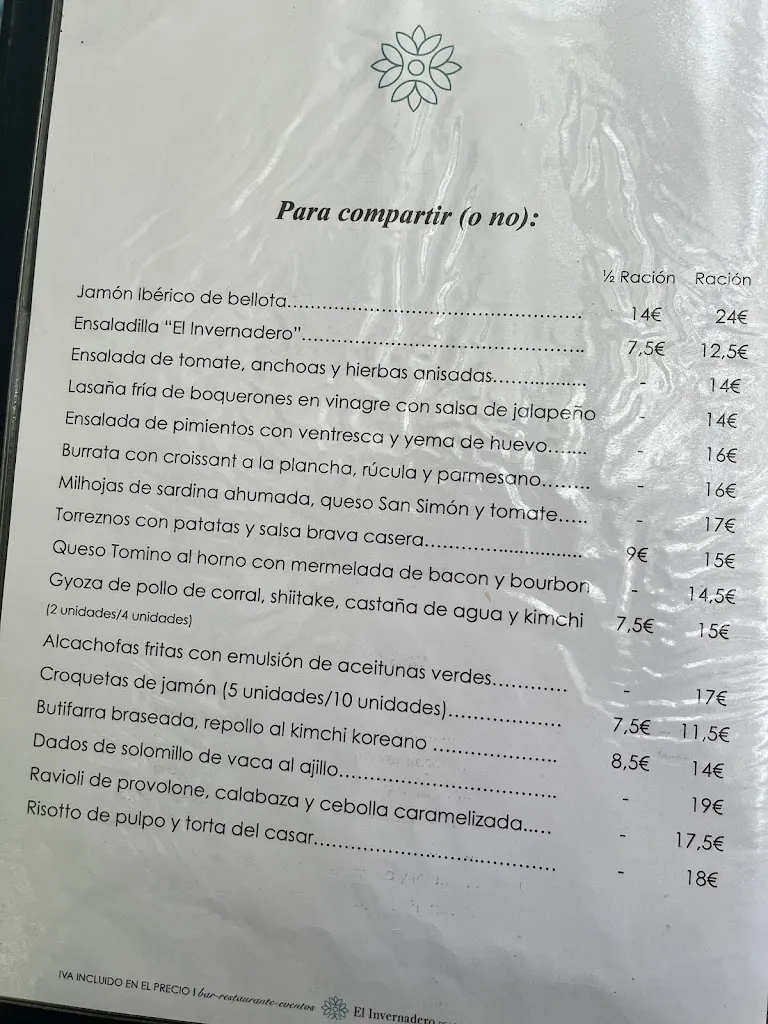 Para compartir (o no):
½ Ración Ración
Jamón Ibérico de bellota.................................................. 14€ 24€
Ensaladilla "El Invernadero"................................................ 7,5€ 12,5€
Ensalada de tomate, anchoas y hierbas anisadas................ - 14€
Lasaña fría de boquerones en vinagre con salsa de jalapeño - 14€
Ensalada de pimientos con ventresca y yema de huevo....... - 16€
Burrata con croissant a la plancha, rúcula y parmesano........ - 16€
Milhojas de sardina ahumada, queso San Simón y tomate..... - 17€
Torreznos con patatas y salsa brava casera........................... 9€ 15€
Queso Tomino al horno con mermelada de bacon y bourbon - 14,5€
Gyoza de pollo de corral, shiitake, castaña de agua y kimchi 7,5€ 15€
(2 unidades/4 unidades)
Alcachofas fritas con emulsión de aceitunas verdes............ - 17€
Croquetas de jamón (5 unidades/10 unidades)................... 7,5€ 11,5€
Butifarra braseada, repollo al kimchi koreano .................... 8,5€ 14€
Dados de solomillo de vaca al ajillo................................... - 19€
Ravioli de provolone, calabaza y cebolla caramelizada..... - 17,5€
Risotto de pulpo y torta del casar....................................... - 18€
IVA INCLUIDO EN EL PRECIO I bar-restaurante-eventos El Invernadero